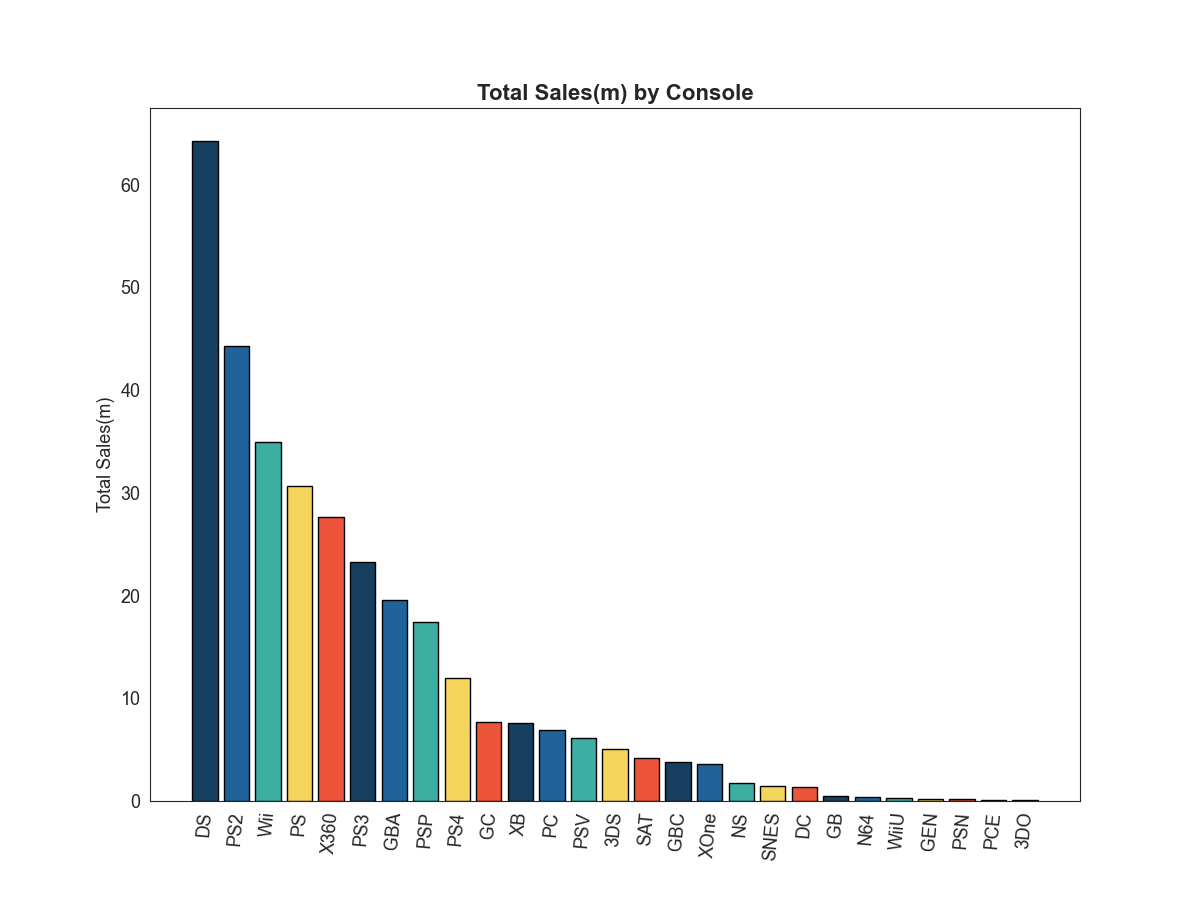 Total Sales(m) by Console
Total Sales(m)
60
50
40
30
20
10
0
DS
PS2
Wii
PS
X360
PS3
GBA
PSP
PS4
GC
XB
PC
PSV
3DS
SAT
GBC
XOne
NS
SNES
DC
GB
N64
WiiU
GEN
PSN
PCE
3DO